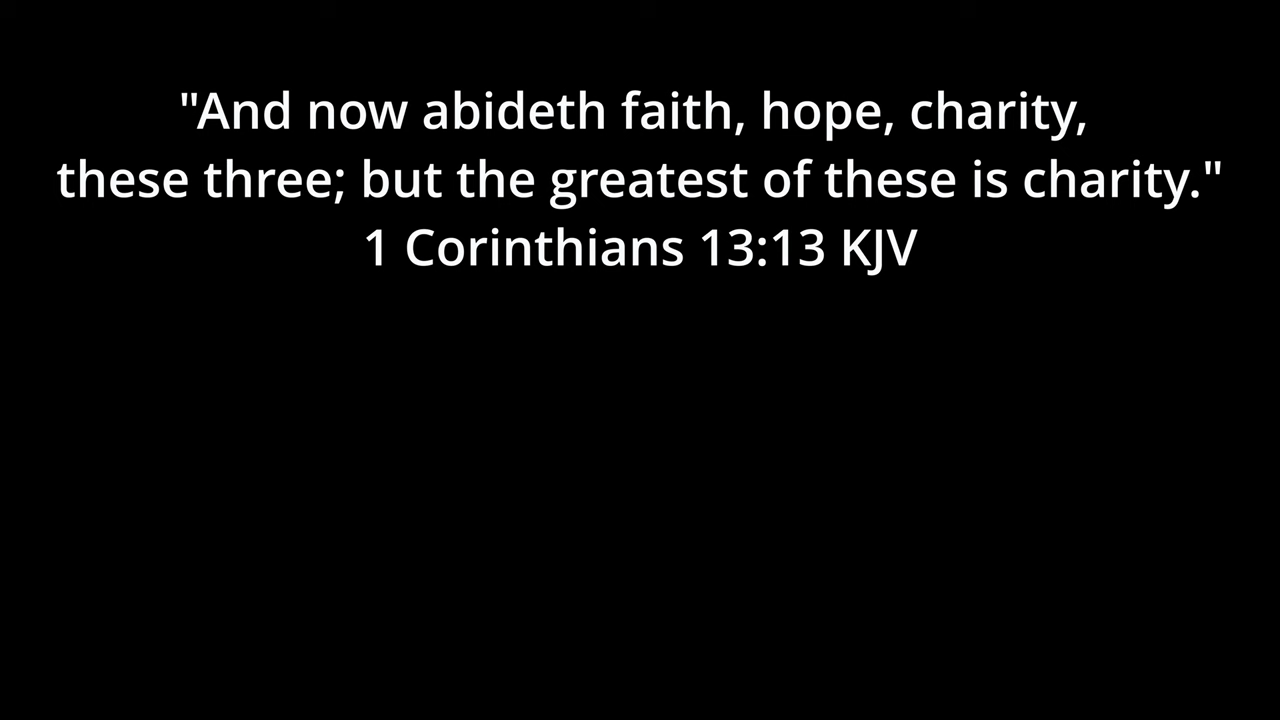 "And now abideth faith, hope, charity,
these three; but the greatest of these is charity."
1 Corinthians 13:13 KJV